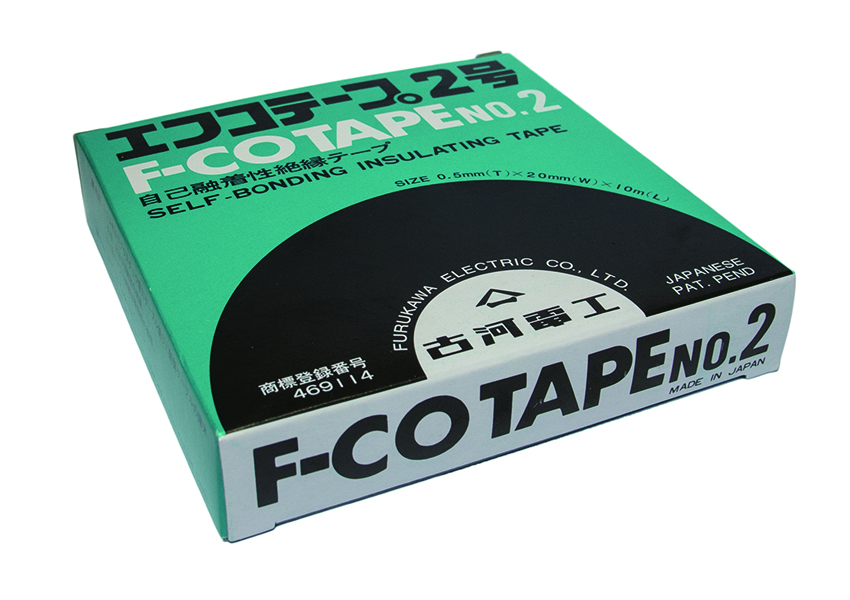 エフコテープ2号
F-CO TAPE NO.2
自己融着性絶縁テープ
SELF-BONDING INSULATING TAPE
SIZE 0.5mm(T)×20mm(W)×10m(L)
FURUKAWA ELECTRIC CO., LTD.
古河電工
JAPANESE
PAT. PEND
商標登録番号
469114
F-CO TAPE NO.2
MADE IN JAPAN